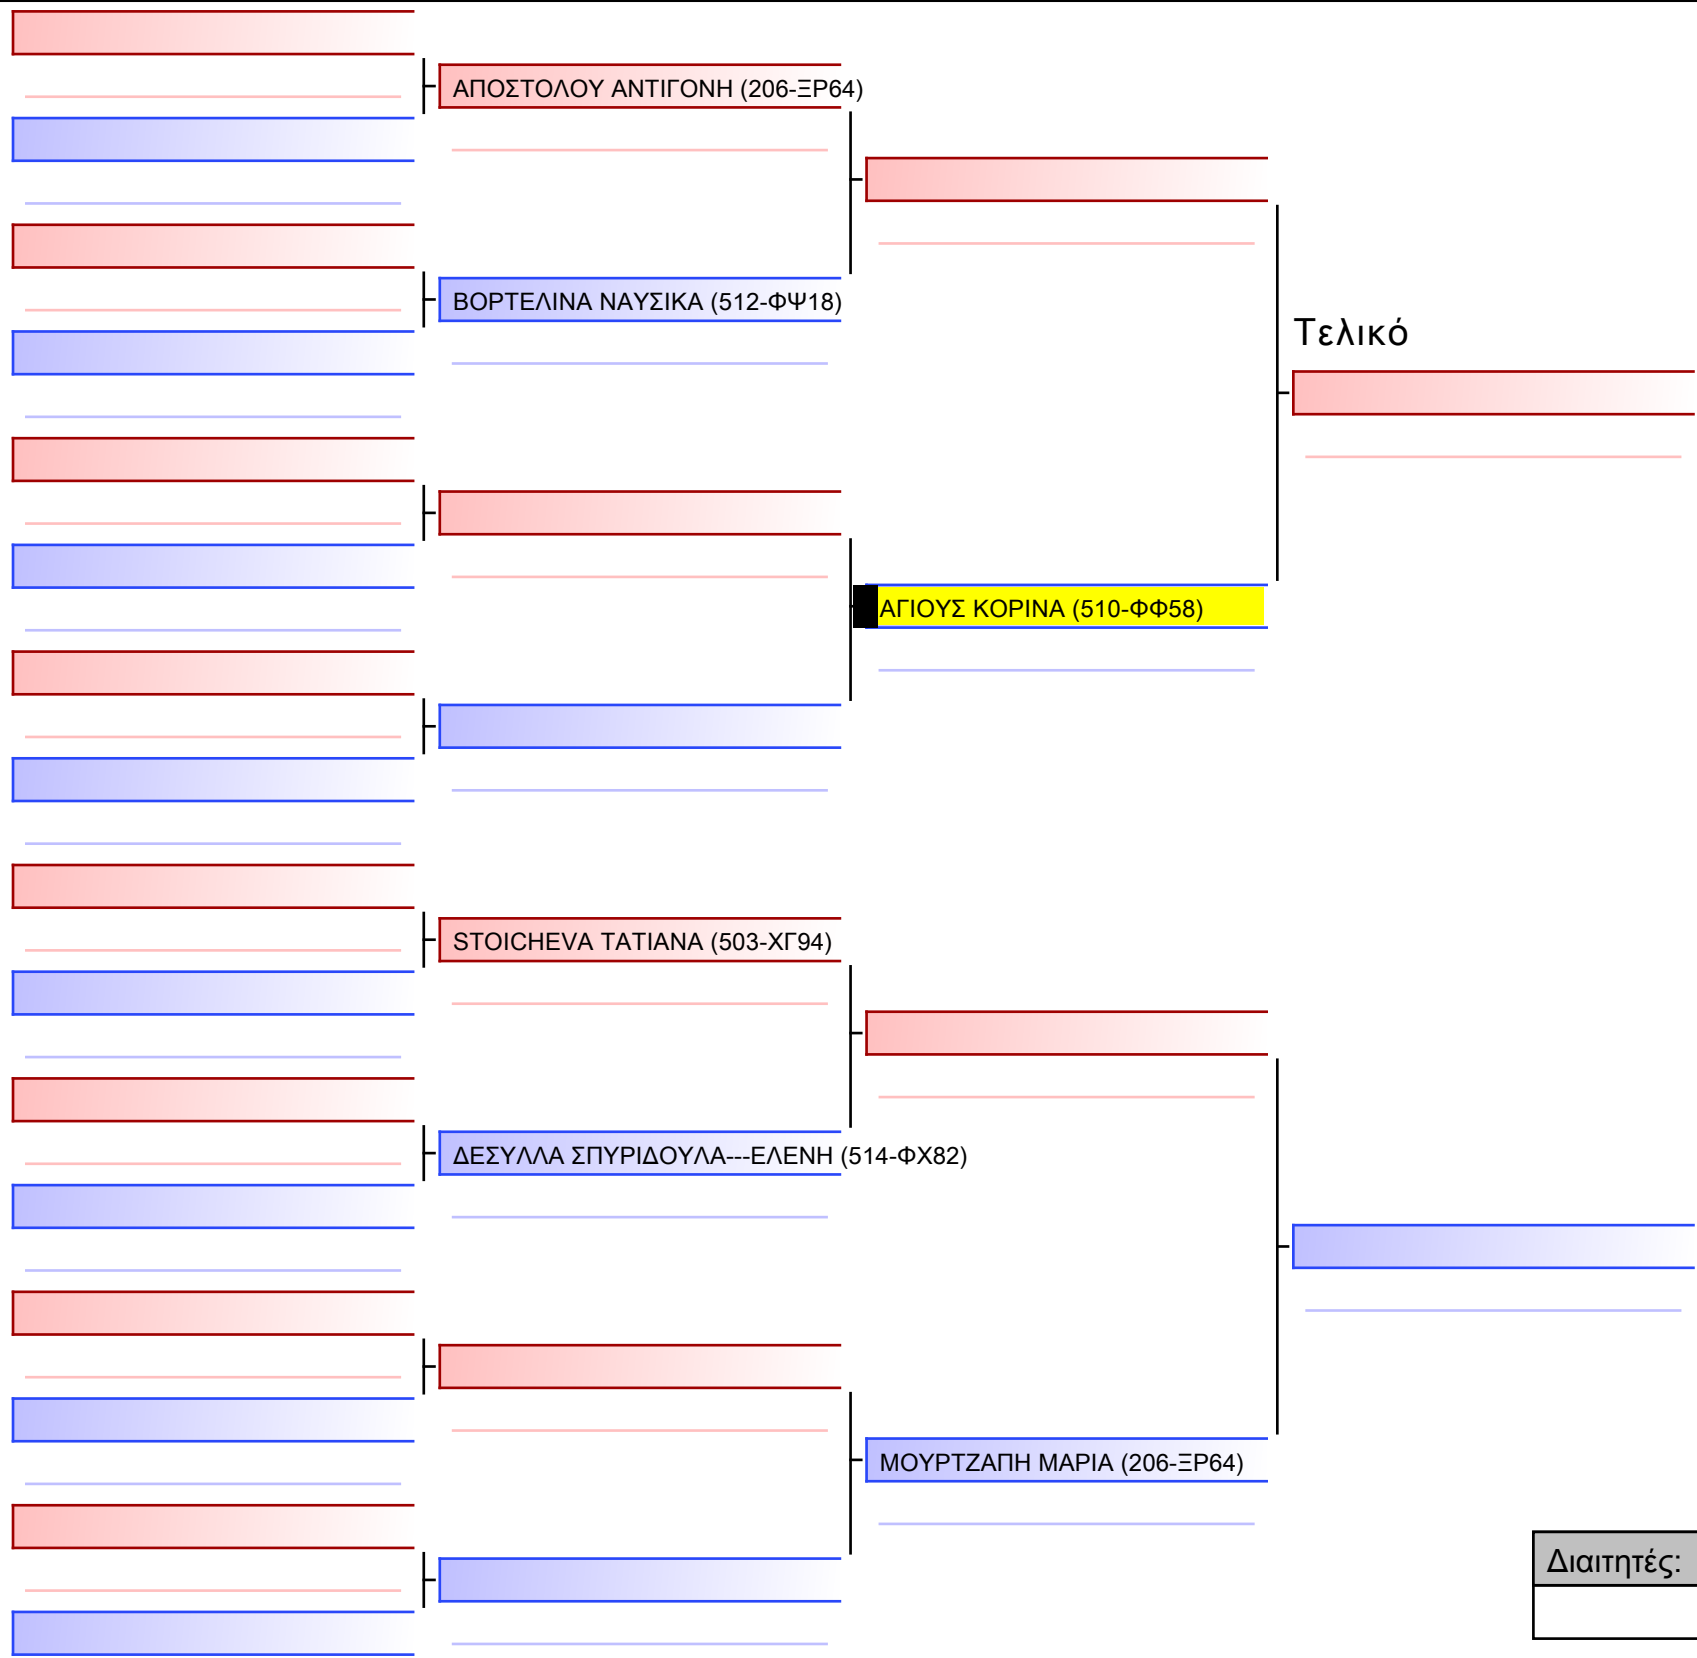 ΑΠΟΣΤΟΛΟΥ ΑΝΤΙΓΟΝΗ (206-ΞΡ64)
ΒΟΡΤΕΛΙΝΑ ΝΑΥΣΙΚΑ (512-ΦΨ18)
Τελικό
ΑΓΙΟΥΣ ΚΟΡΙΝΑ (510-ΦΦ58)
STOICHEVA TATIANA (503-ΧΓ94)
ΔΕΣΥΛΛΑ ΣΠΥΡΙΔΟΥΛΑ---ΕΛΕΝΗ (514-ΦΧ82)
ΜΟΥΡΤΖΑΠΗ ΜΑΡΙΑ (206-ΞΡ64)
Διαιτητές: